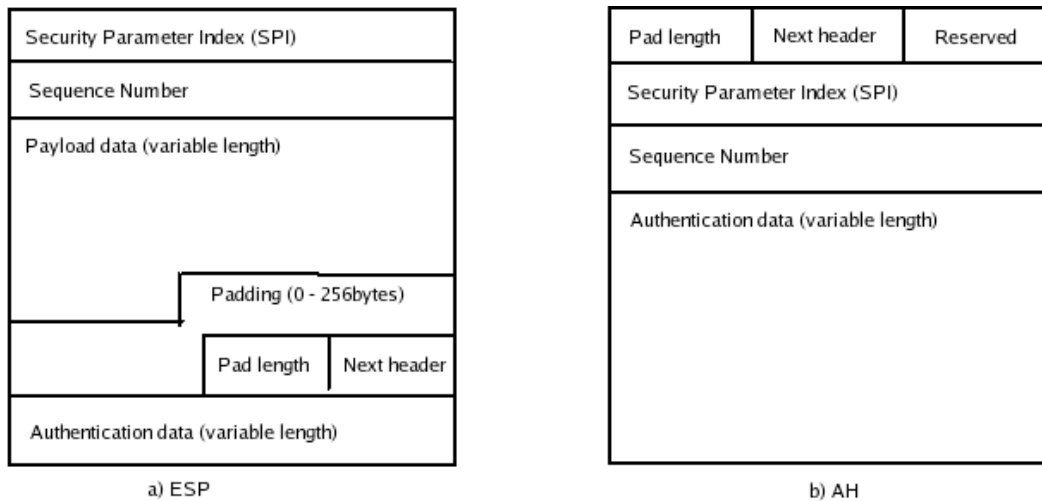 Security Parameter Index (SPI)
Sequence Number
Payload data (variable length)
Padding (0 - 256bytes)
Pad length
Next header
Authentication data (variable length)
a) ESP
Pad length
Next header
Reserved
Security Parameter Index (SPI)
Sequence Number
Authentication data (variable length)
b) AH